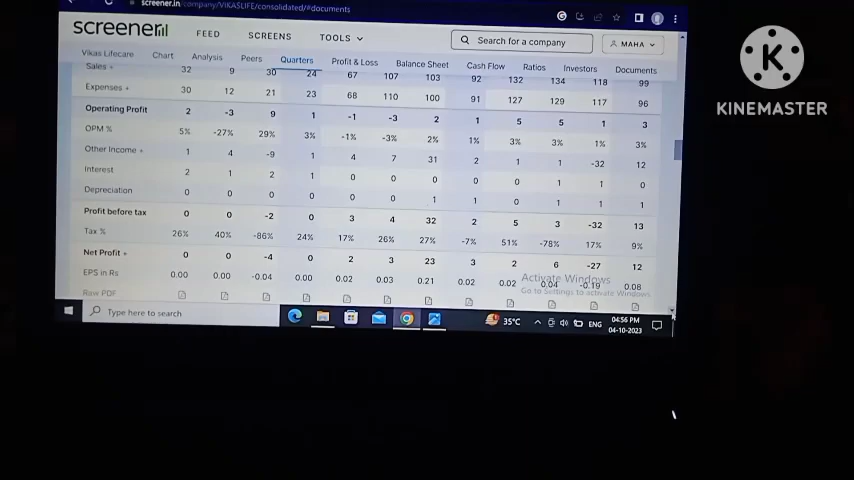 screener.in/company/VIKASLIFE/consolidated/#documents
screener FEED SCREENS TOOLS Search for a company MAHA
Vikas Lifecare Chart Analysis Peers Quarters Profit & Loss Balance Sheet Cash Flow Ratios Investors Documents
Sales + 32 9 30 24 67 107 103 92 132 134 118 99
Expenses + 30 12 21 23 68 110 100 91 127 129 117 96
Operating Profit 2 -3 9 1 -1 -3 2 1 5 5 1 3
OPM % 5% -27% 29% 3% -1% -3% 2% 1% 3% 3% 1% 3%
Other Income + 1 4 -9 1 4 7 31 2 1 1 -32 12
Interest 2 1 2 1 0 0 0 0 0 1 1 0
Depreciation 0 0 0 0 0 0 1 1 0 1 1 1
Profit before tax 0 0 -2 0 3 4 32 2 5 3 -32 13
Tax % 26% 40% -86% 24% 17% 26% 27% -7% 51% -78% 17% 9%
Net Profit + 0 0 -4 0 2 3 23 3 2 6 -27 12
EPS in Rs 0.00 0.00 -0.04 0.00 0.02 0.03 0.21 0.02 0.02 0.04 -0.19 0.08
Raw PDF
Activate Windows
Go to Settings to activate Windows.
Type here to search 35°C ENG 04:56 PM
04-10-2023
K
KINEMASTER